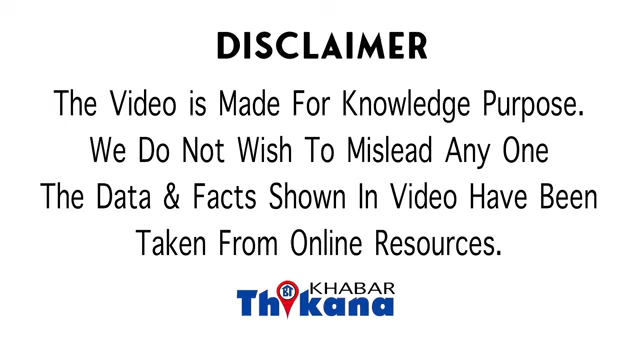 DISCLAIMER
The Video is Made For Knowledge Purpose.
We Do Not Wish To Mislead Any One
The Data & Facts Shown In Video Have Been
Taken From Online Resources.
BT KHABAR
Thikana